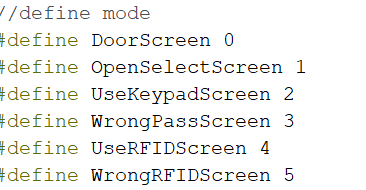 //define mode
#define DoorScreen 0
#define OpenSelectScreen 1
#define UseKeypadScreen 2
#define WrongPassScreen 3
#define UseRFIDScreen 4
#define WrongRFIDScreen 5